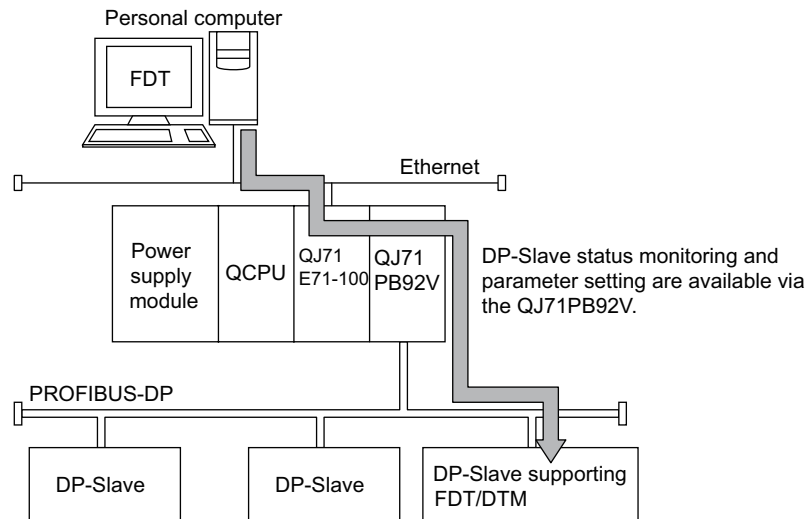 Personal computer
FDT
Ethernet
Power
supply
module
QCPU
QJ71
E71-100
QJ71
PB92V
DP-Slave status monitoring and
parameter setting are available via
the QJ71PB92V.
PROFIBUS-DP
DP-Slave
DP-Slave
DP-Slave supporting
FDT/DTM